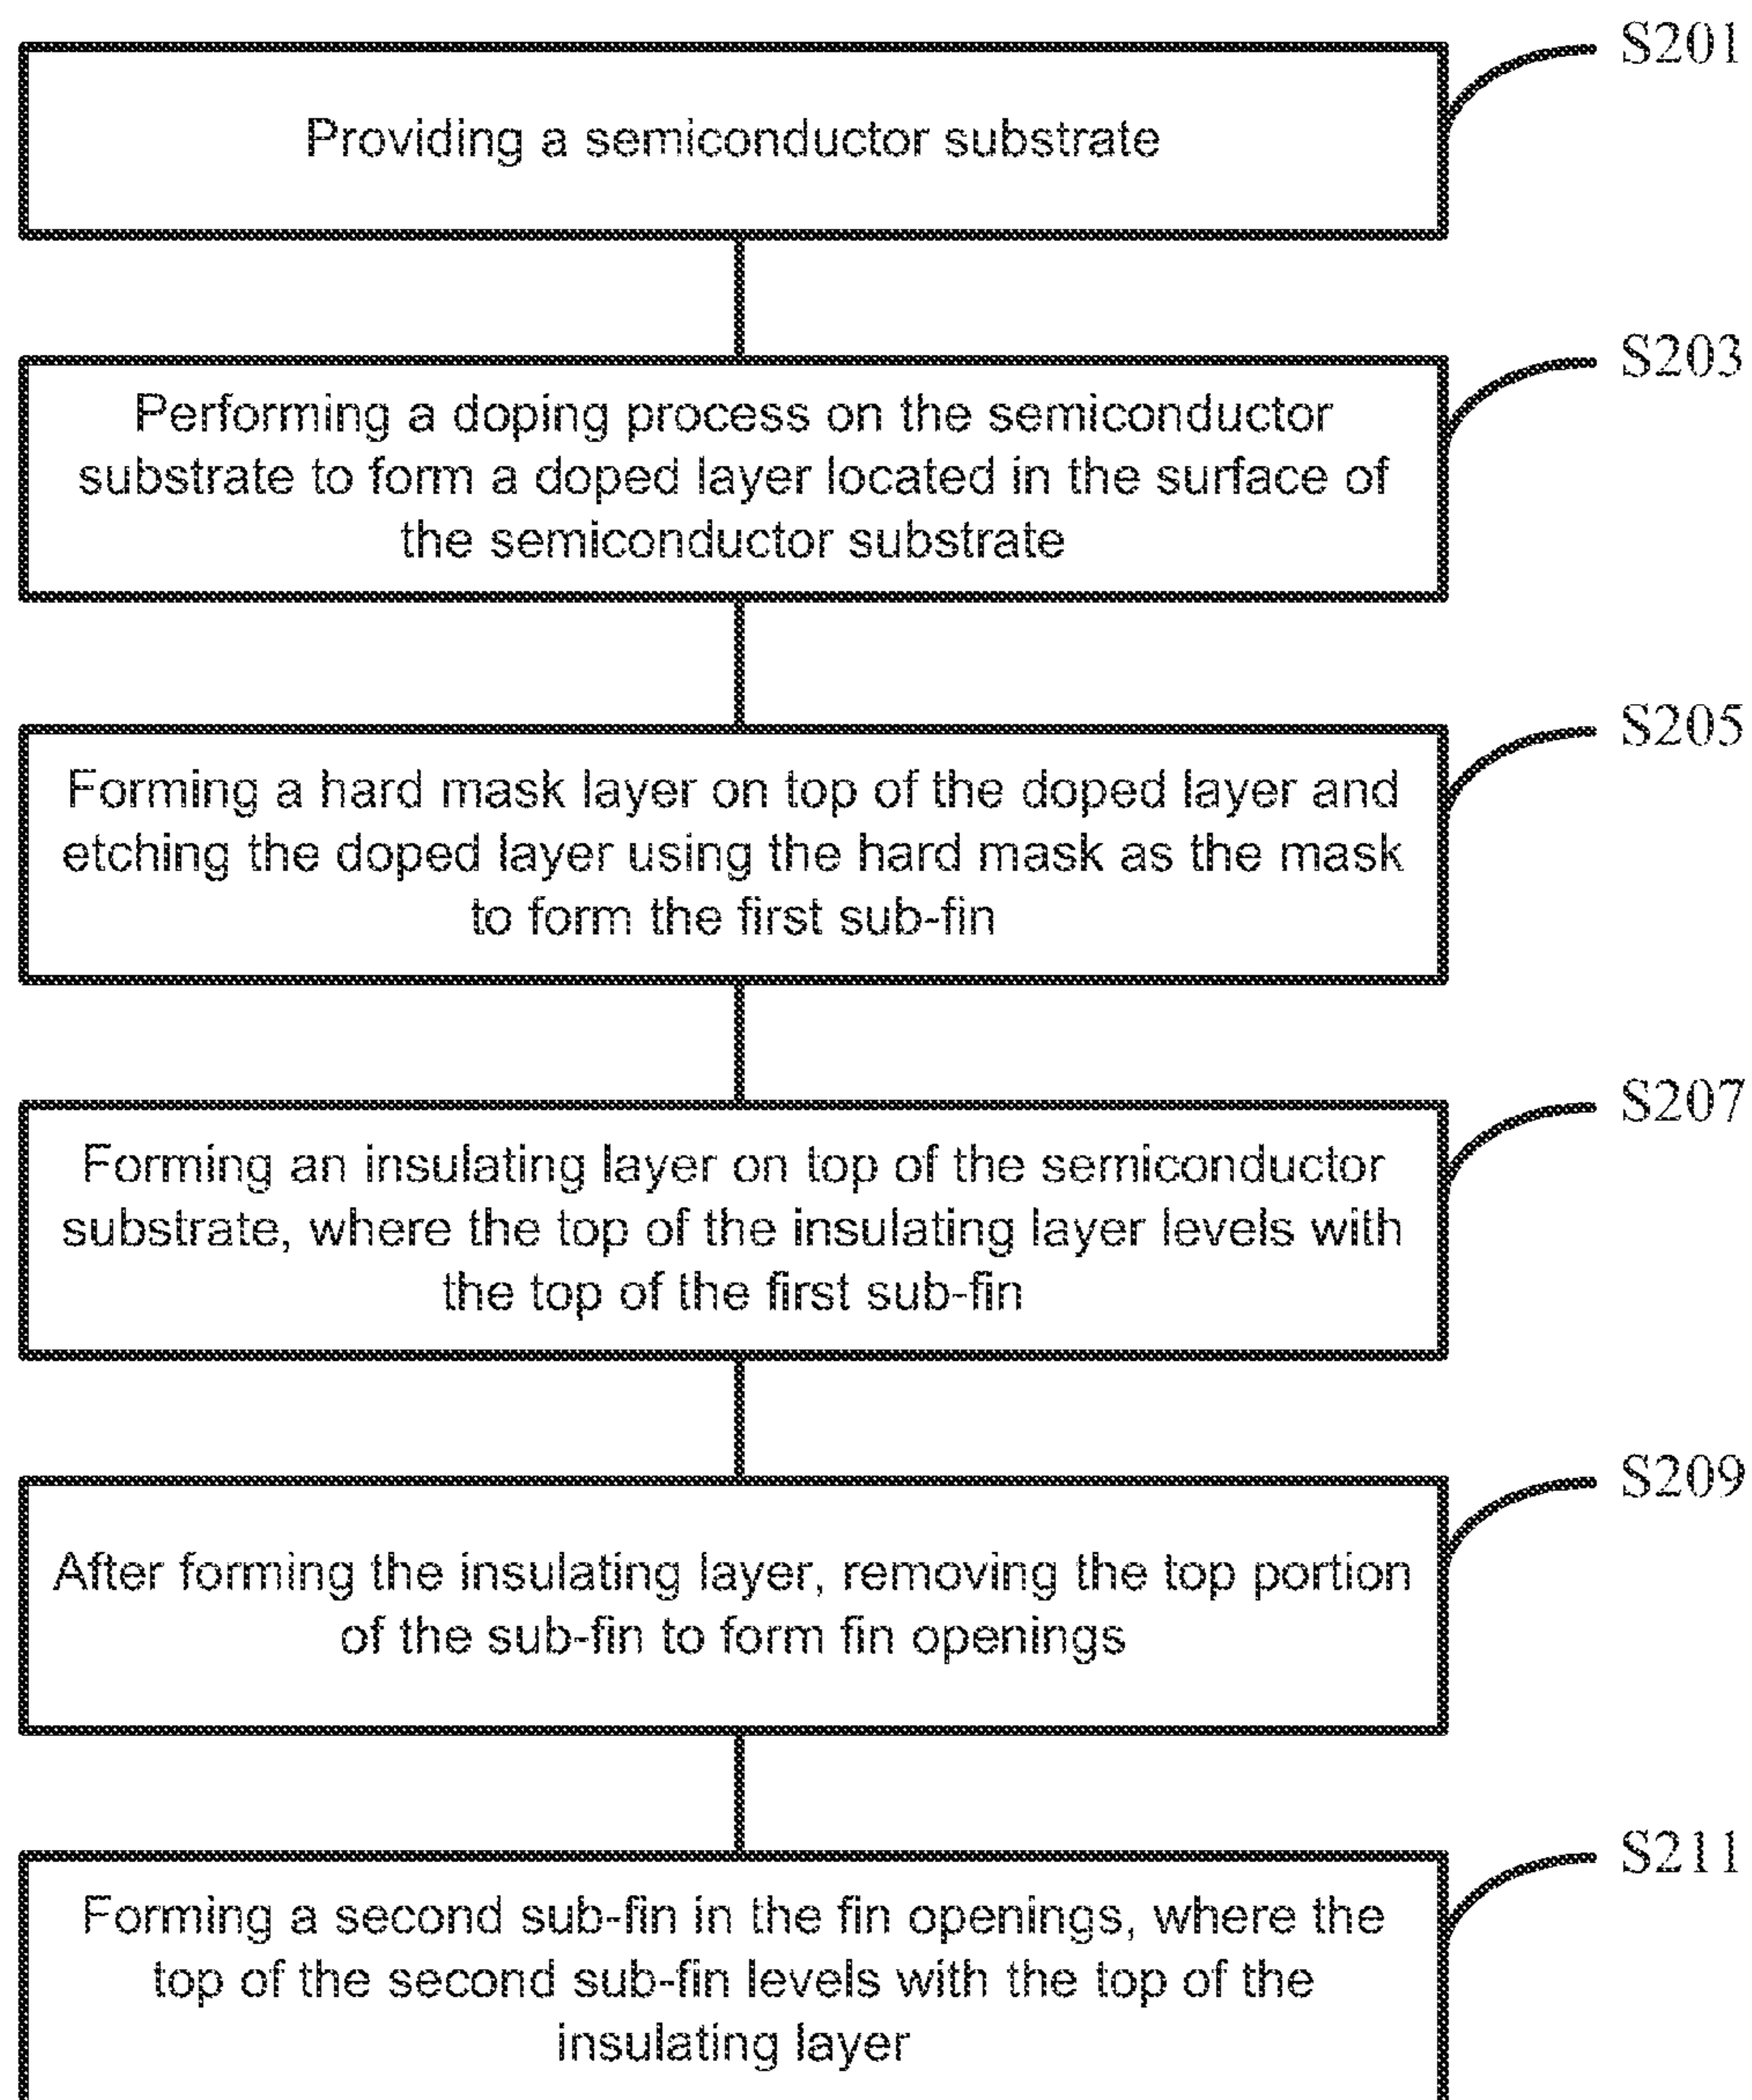 S201
Providing a semiconductor substrate
S203
Performing a doping process on the semiconductor
substrate to form a doped layer located in the surface of
the semiconductor substrate
S205
Forming a hard mask layer on top of the doped layer and
etching the doped layer using the hard mask as the mask
to form the first sub-fin
S207
Forming an insulating layer on top of the semiconductor
substrate, where the top of the insulating layer levels with
the top of the first sub-fin
S209
After forming the insulating layer, removing the top portion
of the sub-fin to form fin openings
S211
Forming a second sub-fin in the fin openings, where the
top of the second sub-fin levels with the top of the
insulating layer